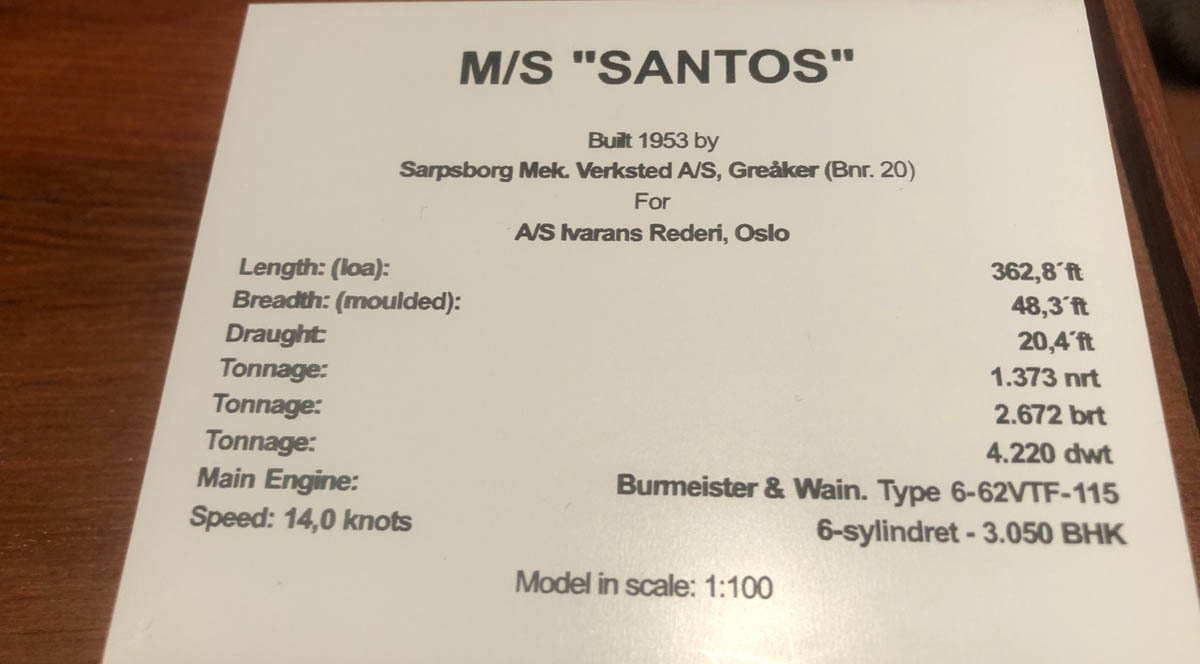 M/S "SANTOS"
Built 1953 by
Sarpsborg Mek. Verksted A/S, Greåker (Bnr. 20)
For
A/S Ivarans Rederi, Oslo
Length: (loa): 362,8´ft
Breadth: (moulded): 48,3´ft
Draught: 20,4´ft
Tonnage: 1.373 nrt
Tonnage: 2.672 brt
Tonnage: 4.220 dwt
Main Engine: Burmeister & Wain. Type 6-62VTF-115
Speed: 14,0 knots 6-sylindret - 3.050 BHK
Model in scale: 1:100